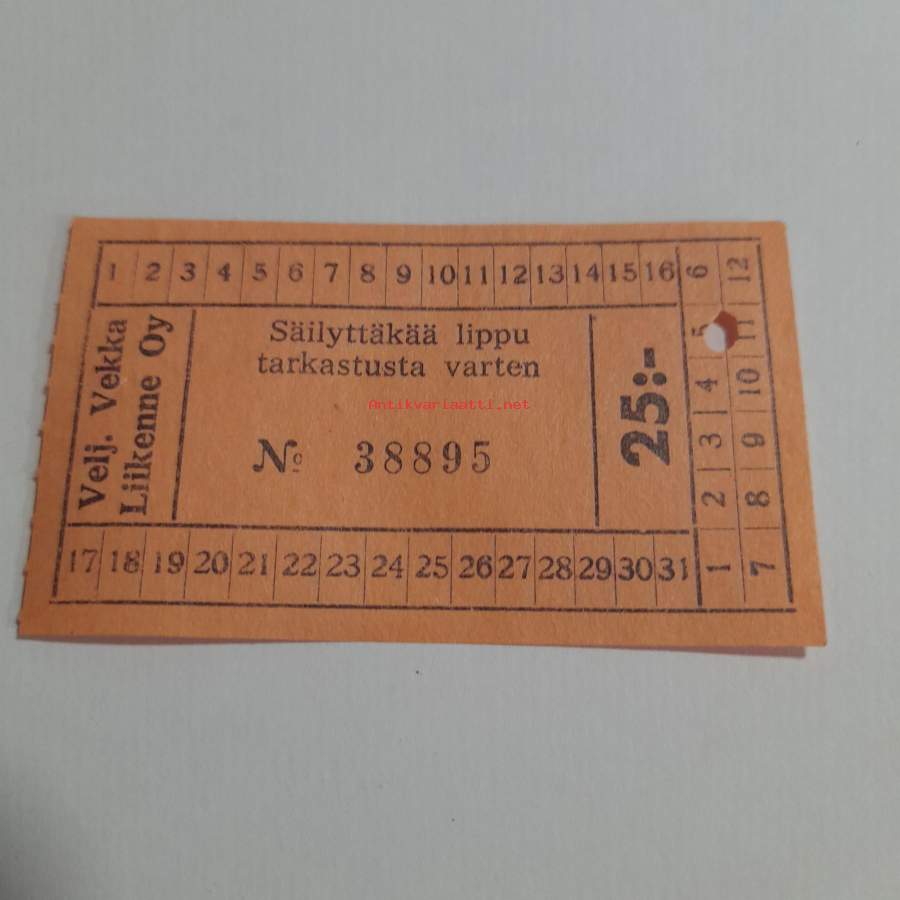 1 2 3 4 5 6 7 8 9 10 11 12 13 14 15 16
Velj. Vekka
Liikenne Oy
Säilyttäkää lippu
tarkastusta varten
Antikvariaatti.net
No 38895
25:-
6 12
5 11
4 10
3 9
2 8
1 7
17 18 19 20 21 22 23 24 25 26 27 28 29 30 31